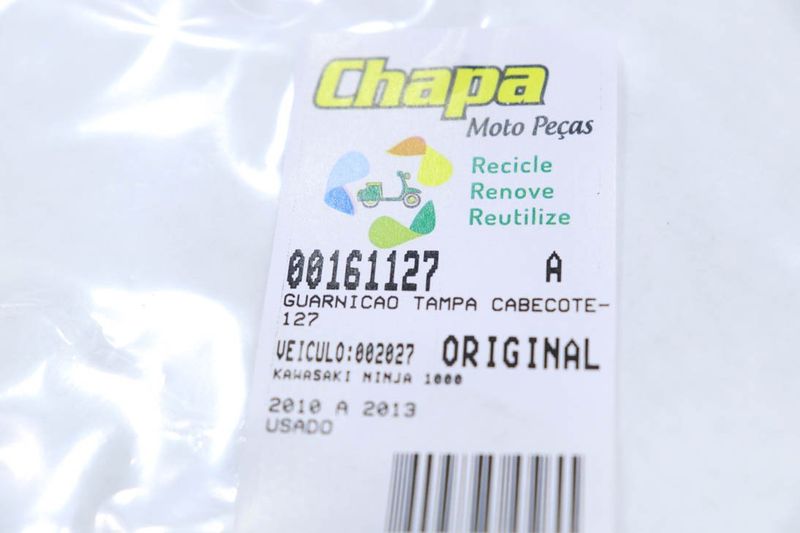 Chapa
Moto Peças
Recicle
Renove
Reutilize
00161127 A
GUARNICAO TAMPA CABECOTE-
127
VEICULO:002027 ORIGINAL
KAWASAKI NINJA 1000
2010 A 2013
USADO